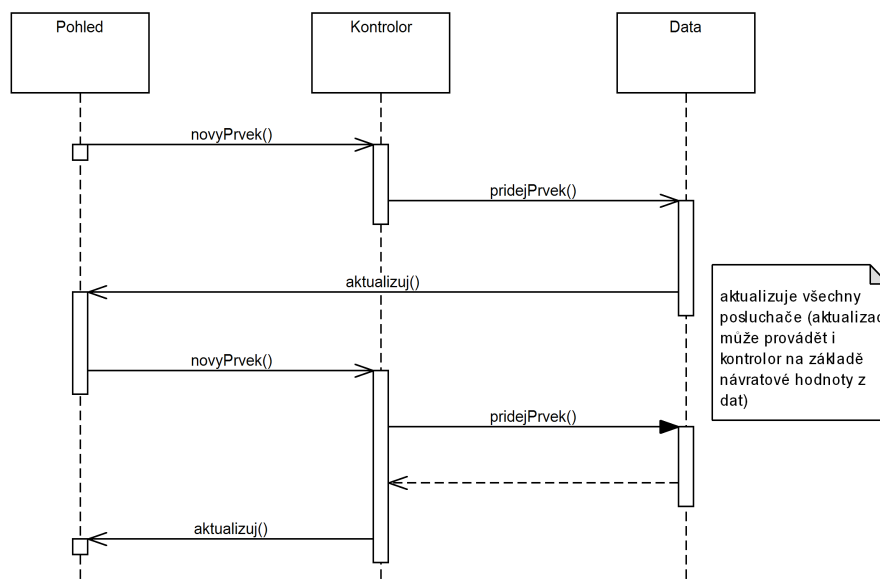 Pohled
Kontrolor
Data
novyPrvek()
pridejPrvek()
aktualizuj()
aktualizuje všechny
posluchače (aktualizac
může provádět i
kontrolor na základě
návratové hodnoty z
dat)
novyPrvek()
pridejPrvek()
aktualizuj()